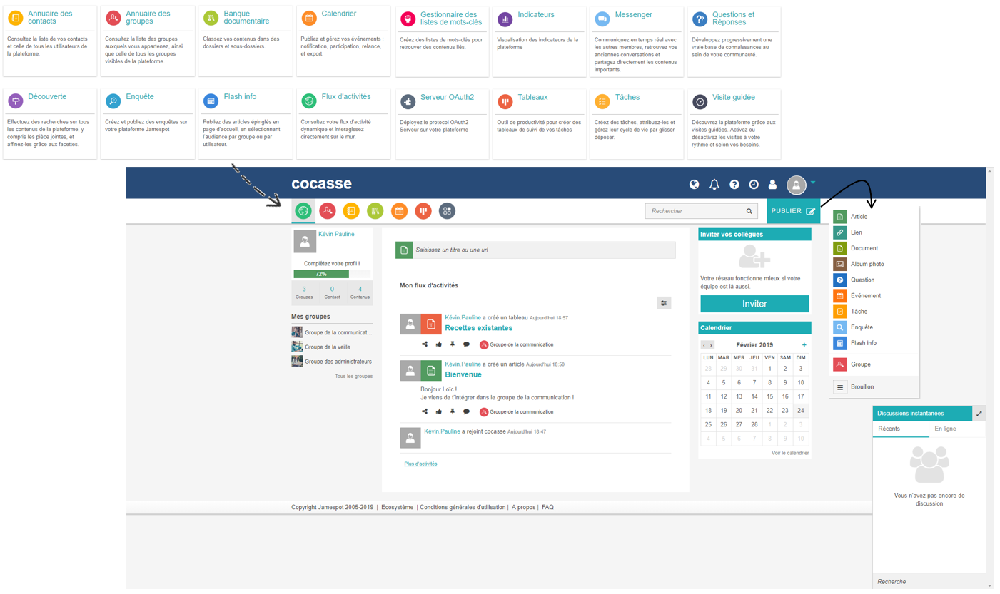 Annuaire des
contacts
Consultez la liste de vos contacts
et celle de tous les utilisateurs de
la plateforme.
Annuaire des
groupes
Consultez la liste des groupes
auxquels vous appartenez, ainsi
que celle de tous les groupes
visibles de la plateforme.
Banque
documentaire
Classez vos contenus dans des
dossiers et sous-dossiers.
Calendrier
Publiez et gérez vos événements :
notification, participation, relance,
et export.
Gestionnaire des
listes de mots-clés
Créez des listes de mots-clés pour
retrouver des contenus liés.
Indicateurs
Visualisation des indicateurs de la
plateforme
Messenger
Communiquez en temps réel avec
les autres membres, retrouvez vos
anciennes conversations et
partagez directement les contenus
importants.
Questions et
Réponses
Développez progressivement une
vraie base de connaissances au
sein de votre communauté.
Découverte
Effectuez des recherches sur tous
les contenus de la plateforme, y
compris les pièce jointes, et
affinez-les grâce aux facettes.
Enquête
Créez et publiez des enquêtes sur
votre plateforme Jamespot
Flash info
Publiez des articles épinglés en
page d'accueil, en sélectionnant
l'audience par groupe ou par
utilisateur.
Flux d'activités
Consultez votre flux d'activité
dynamique et interagissez
directement sur le mur.
Serveur OAuth2
Déployez le protocol OAuth2
Serveur sur votre plateforme
Tableaux
Outil de productivité pour créer des
tableaux de suivi de vos tâches
Tâches
Créez des tâches, attribuez-les et
gérez leur cycle de vie par glisser-
déposer.
Visite guidée
Découvrez la plateforme grâce aux
visites guidées. Activez ou
désactivez les visites à votre
rythme et selon vos besoins.
cocasse
Rechercher
PUBLIER
Article
Lien
Document
Album photo
Question
Événement
Tâche
Enquête
Flash info
Groupe
Brouillon
Kévin Pauline
Complètez votre profil !
72%
3 0 4
Groupes Contact Contenus
Mes groupes
Groupe de la communicat...
Groupe de la veille
Groupe des administrateurs
Tous les groupes
Saisissez un titre ou une url
Mon flux d'activités
Kévin Pauline a créé un tableau Aujourd'hui 18:57
Recettes existantes
Groupe de la communication
Kévin Pauline a créé un article Aujourd'hui 18:50
Bienvenue
Bonjour Loïc !
Je viens de t'intégrer dans le groupe de la communication !
Groupe de la communication
Kévin Pauline a rejoint cocasse Aujourd'hui 18:47
Plus d'activités
Inviter vos collègues
Votre réseau fonctionne mieux si votre
équipe est là aussi.
Inviter
Calendrier
‹ › Février 2019 +
LUN MAR MER JEU VEN SAM DIM
28 29 30 31 1 2 3
4 5 6 7 8 9 10
11 12 13 14 15 16 17
18 19 20 21 22 23 24
25 26 27 28 1 2 3
4 5 6 7 8 9 10
Voir le calendrier
Discussions instantanées
Récents En ligne
Vous n'avez pas encore de
discussion
Recherche
Copyright Jamespot 2005-2019 | Ecosystème | Conditions générales d'utilisation | A propos | FAQ